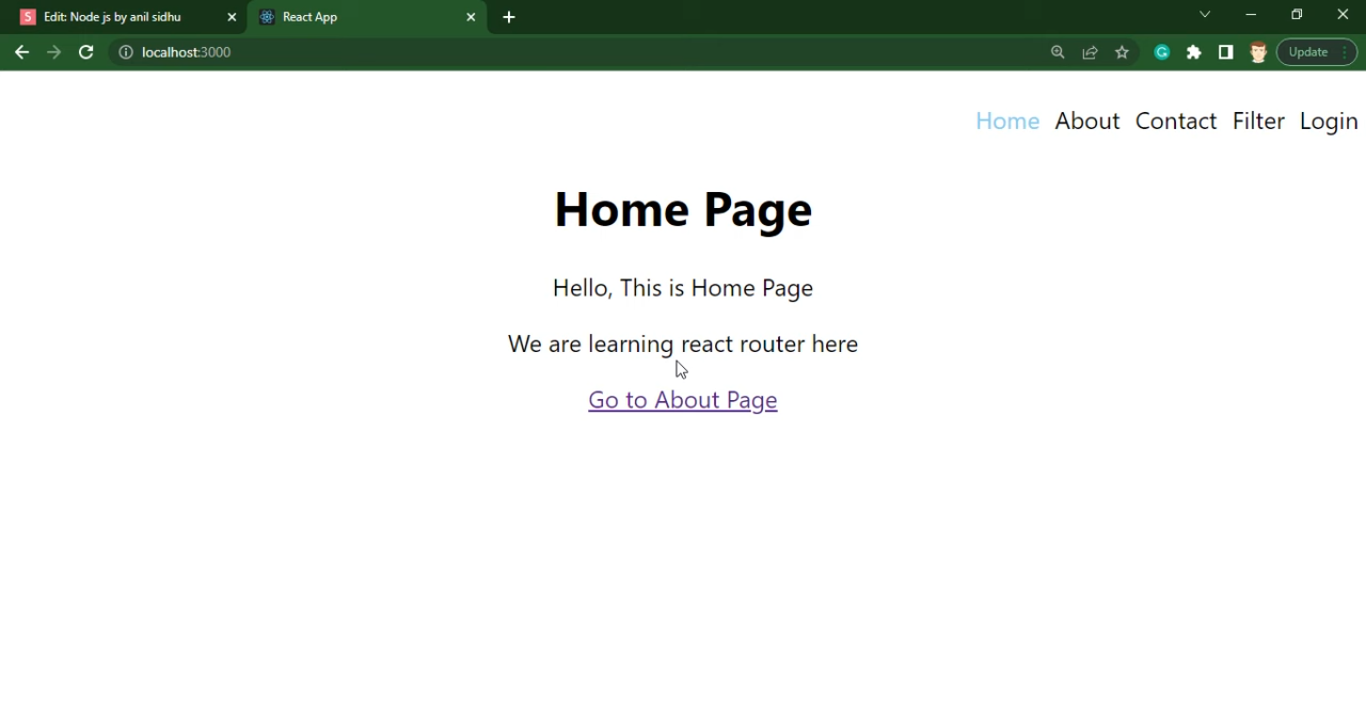 Edit: Node js by anil sidhu
React App
localhost:3000
Update
Home About Contact Filter Login
Home Page
Hello, This is Home Page
We are learning react router here
Go to About Page